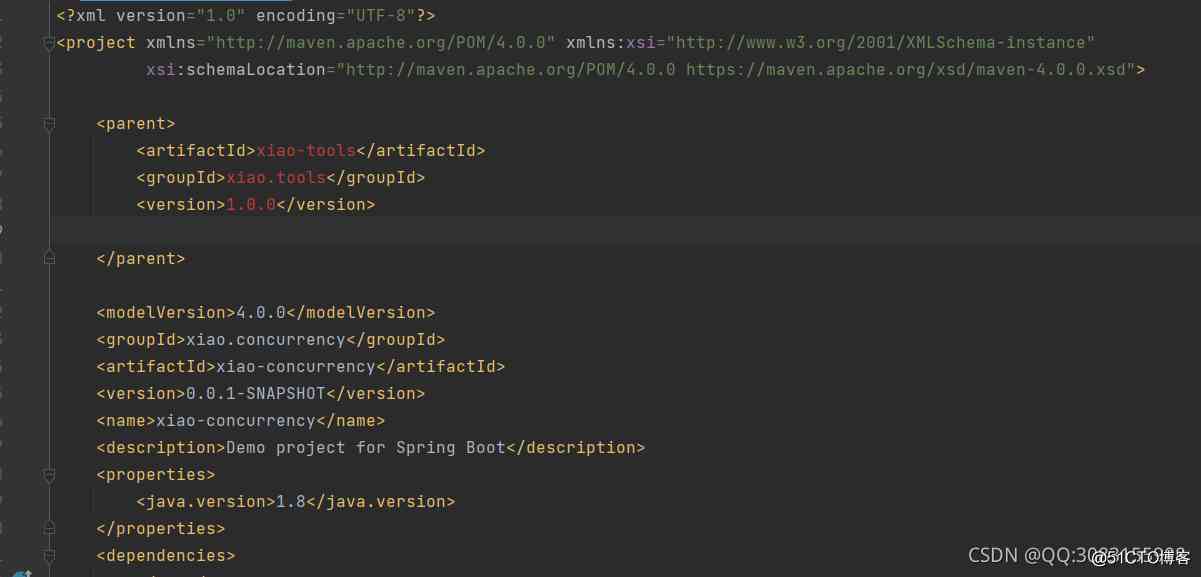 <?xml version="1.0" encoding="UTF-8"?>
<project xmlns="http://maven.apache.org/POM/4.0.0" xmlns:xsi="http://www.w3.org/2001/XMLSchema-instance"
xsi:schemaLocation="http://maven.apache.org/POM/4.0.0 https://maven.apache.org/xsd/maven-4.0.0.xsd">
<parent>
<artifactId>xiao-tools</artifactId>
<groupId>xiao.tools</groupId>
<version>1.0.0</version>
</parent>
<modelVersion>4.0.0</modelVersion>
<groupId>xiao.concurrency</groupId>
<artifactId>xiao-concurrency</artifactId>
<version>0.0.1-SNAPSHOT</version>
<name>xiao-concurrency</name>
<description>Demo project for Spring Boot</description>
<properties>
<java.version>1.8</java.version>
</properties>
<dependencies>
CSDN
@51CTO博客